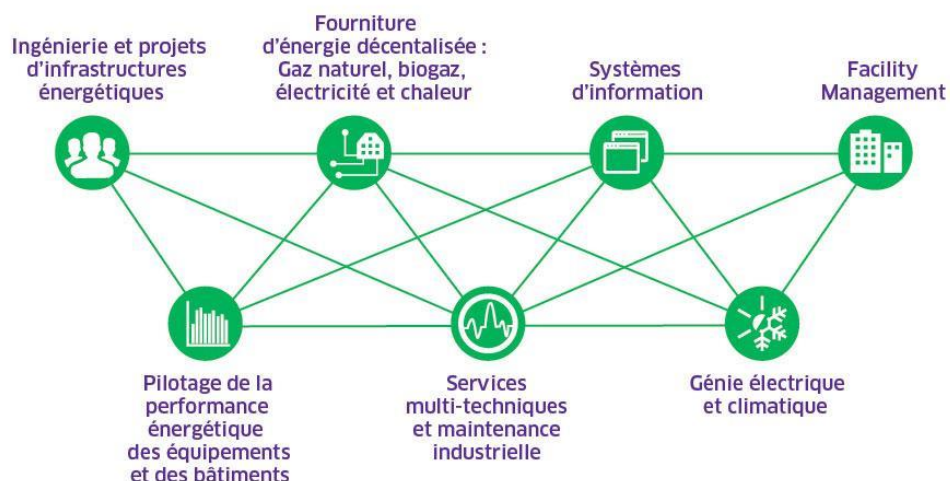 Ingénierie et projets
d'infrastructures
énergétiques
Fourniture
d'énergie décentalisée :
Gaz naturel, biogaz,
électricité et chaleur
Systèmes
d'information
Facility
Management
Pilotage de la
performance
énergétique
des équipements
et des bâtiments
Services
multi-techniques
et maintenance
industrielle
Génie électrique
et climatique